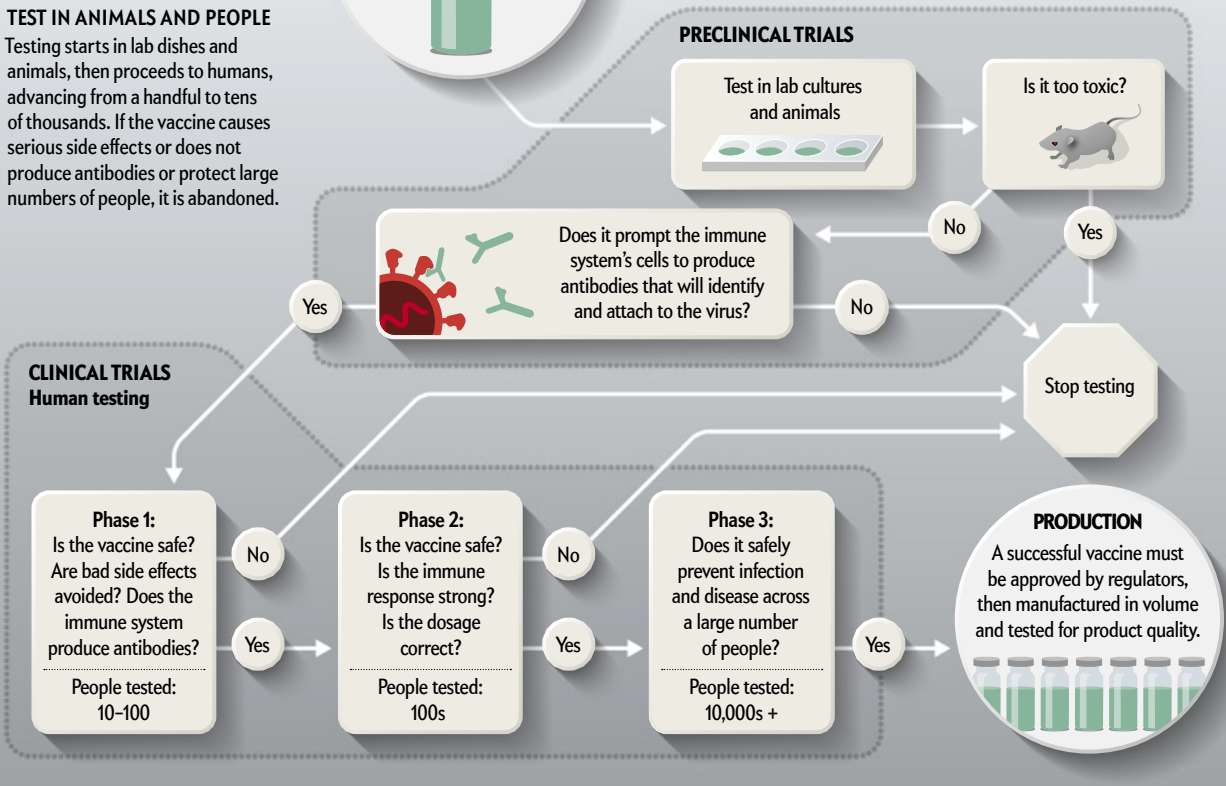 TEST IN ANIMALS AND PEOPLE
Testing starts in lab dishes and
animals, then proceeds to humans,
advancing from a handful to tens
of thousands. If the vaccine causes
serious side effects or does not
produce antibodies or protect large
numbers of people, it is abandoned.
PRECLINICAL TRIALS
Test in lab cultures
and animals
Is it too toxic?
No
Yes
Does it prompt the immune
system’s cells to produce
antibodies that will identify
and attach to the virus?
Yes
No
Stop testing
CLINICAL TRIALS
Human testing
Phase 1:
Is the vaccine safe?
Are bad side effects
avoided? Does the
immune system
produce antibodies?
People tested:
10–100
No
Yes
Phase 2:
Is the vaccine safe?
Is the immune
response strong?
Is the dosage
correct?
People tested:
100s
No
Yes
Phase 3:
Does it safely
prevent infection
and disease across
a large number
of people?
People tested:
10,000s +
Yes
PRODUCTION
A successful vaccine must
be approved by regulators,
then manufactured in volume
and tested for product quality.